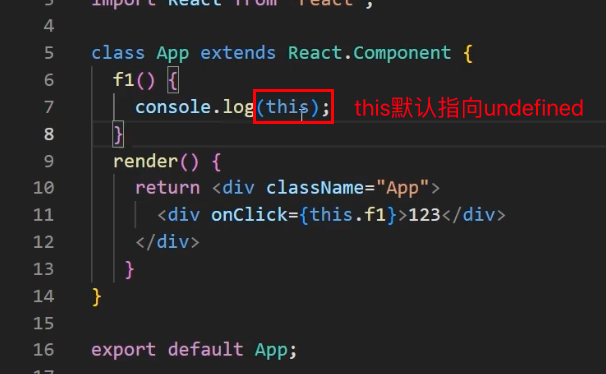 3 import React from 'react';
4
5 class App extends React.Component {
6 f1() {
7 console.log(this); this默认指向undefined
8 }
9 render() {
10 return <div className="App">
11 <div onClick={this.f1}>123</div>
12 </div>
13 }
14 }
15
16 export default App;
17